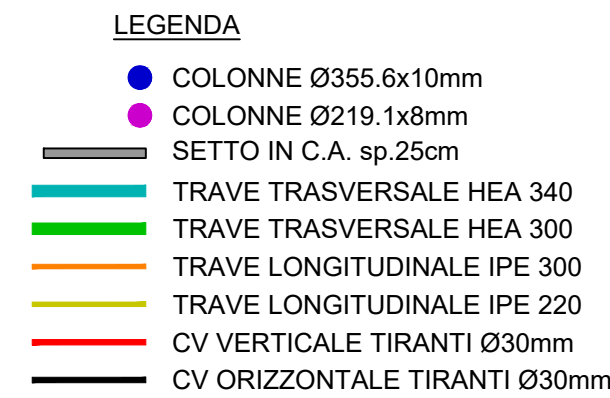 LEGENDA
COLONNE Ø355.6x10mm
COLONNE Ø219.1x8mm
SETTO IN C.A. sp.25cm
TRAVE TRASVERSALE HEA 340
TRAVE TRASVERSALE HEA 300
TRAVE LONGITUDINALE IPE 300
TRAVE LONGITUDINALE IPE 220
CV VERTICALE TIRANTI Ø30mm
CV ORIZZONTALE TIRANTI Ø30mm